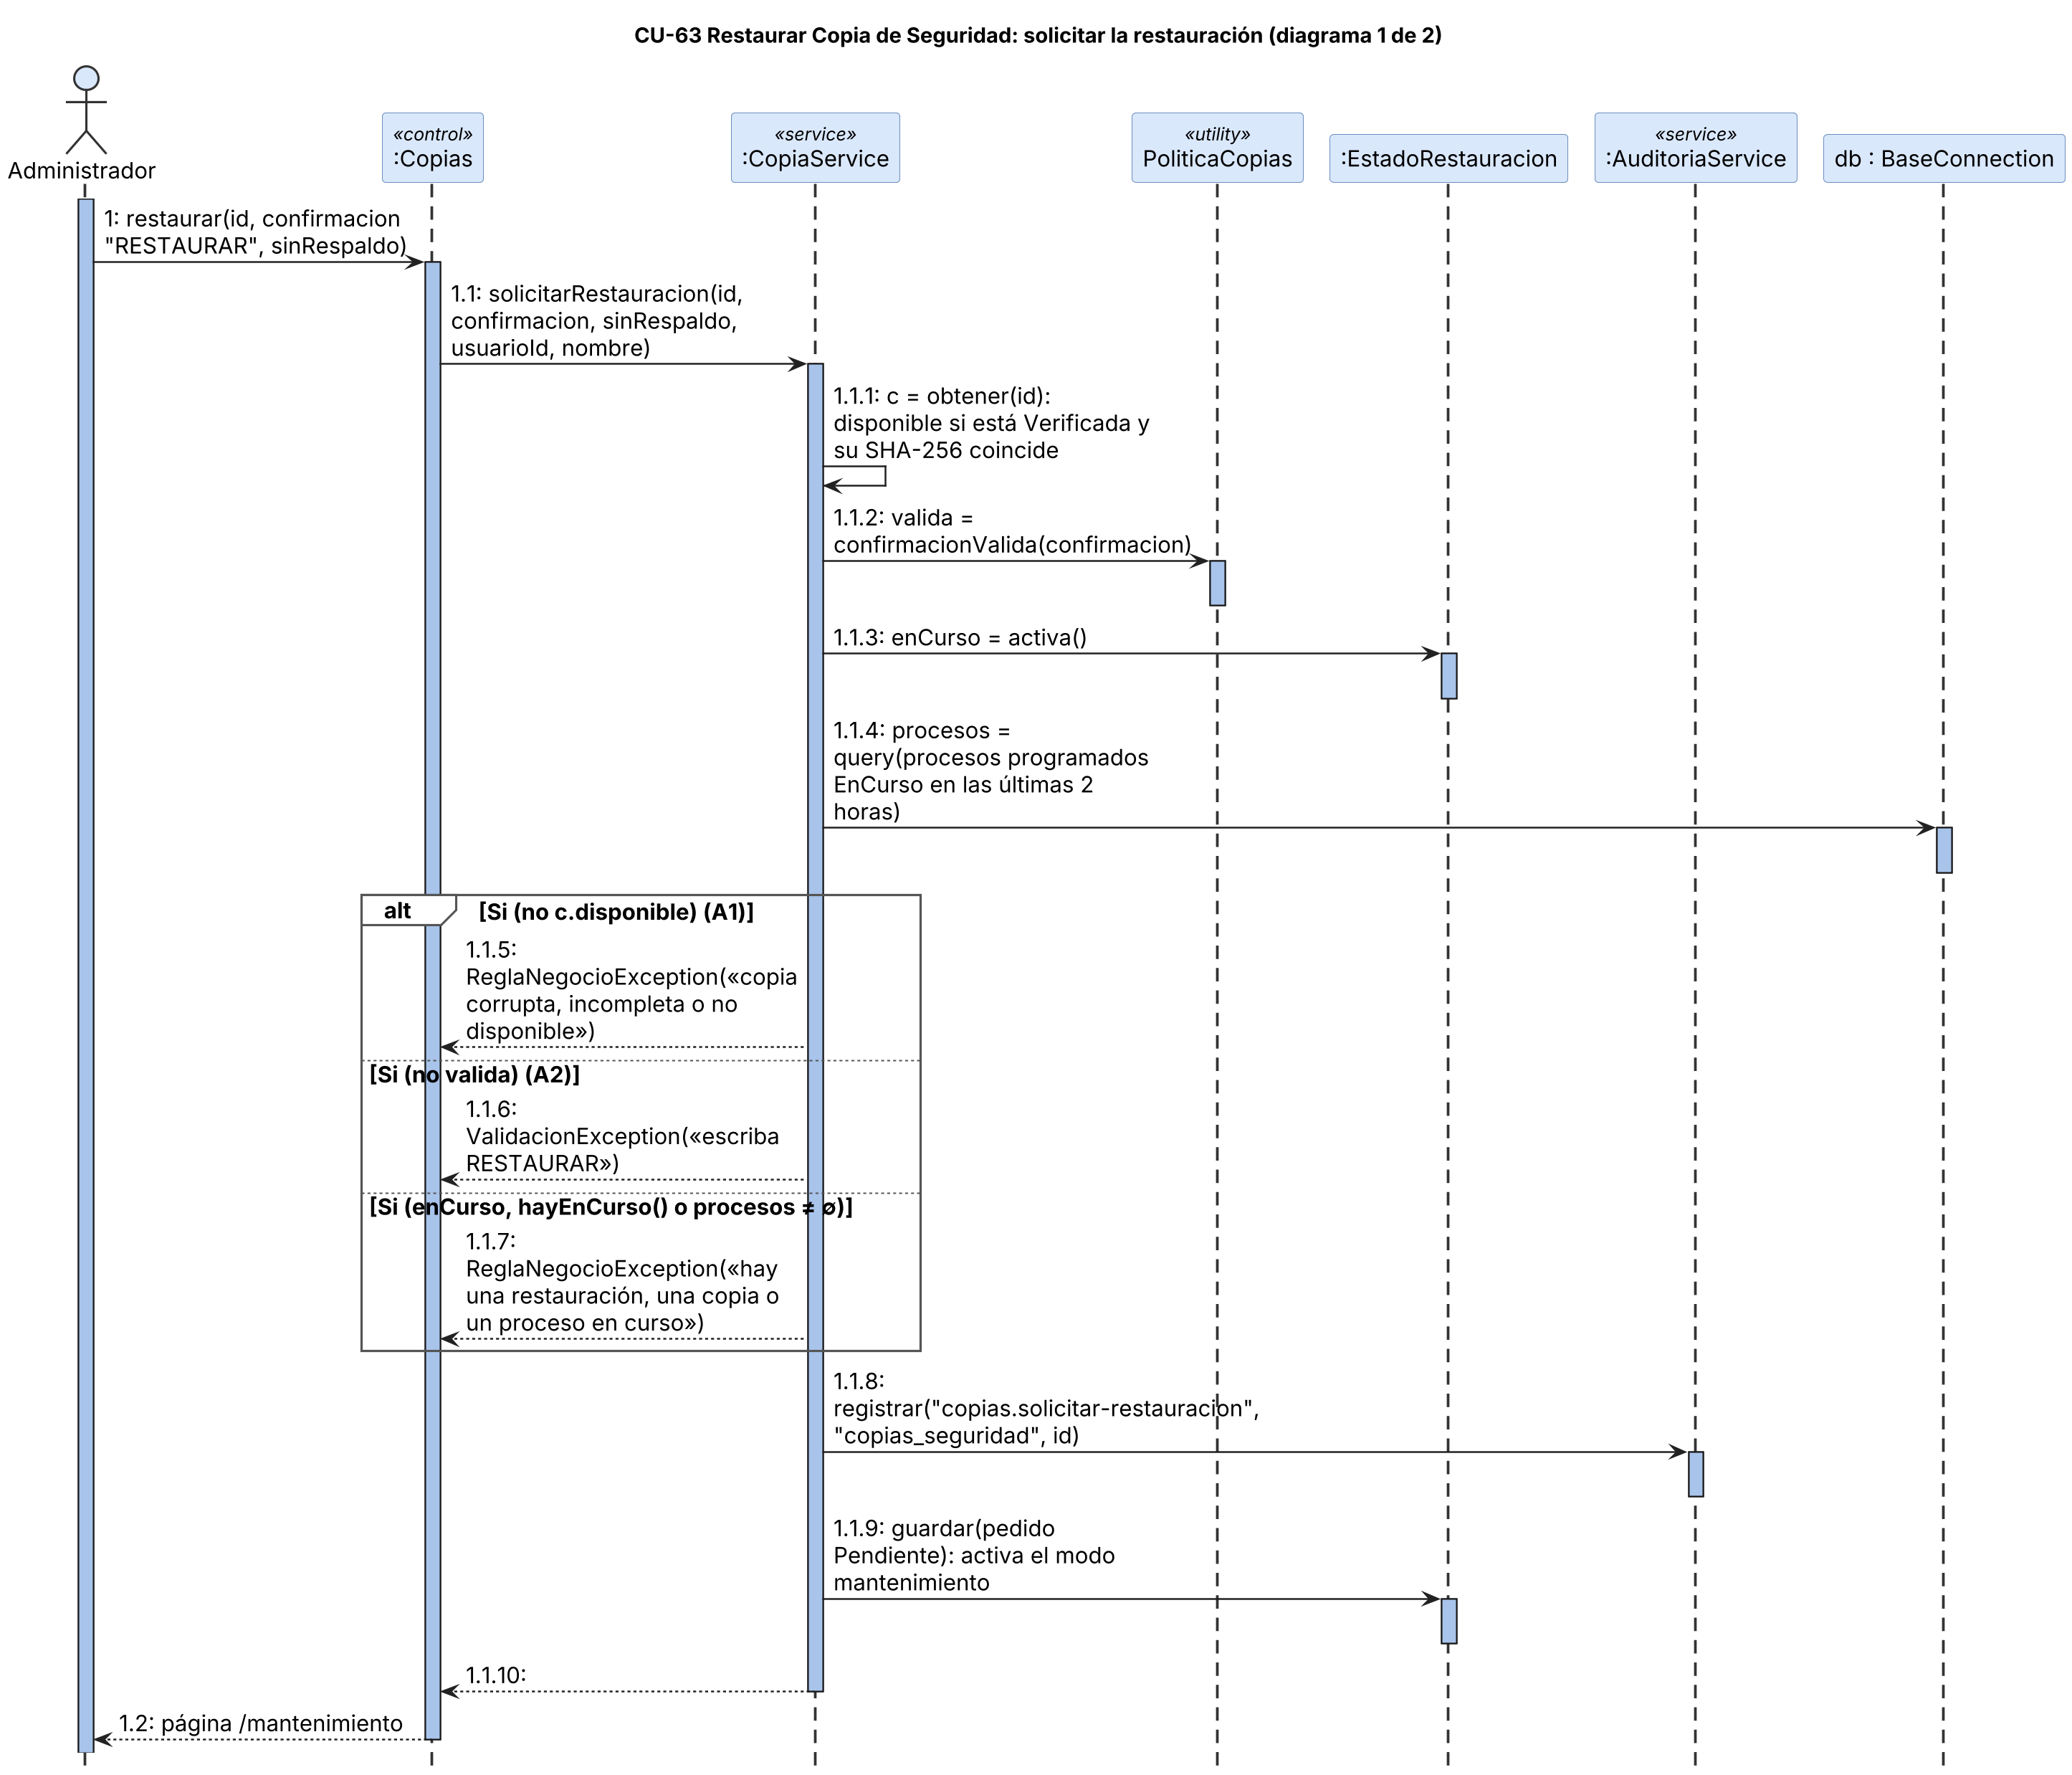 CU-63 Restaurar Copia de Seguridad: solicitar la restauración (diagrama 1 de 2)
Administrador
«control»
:Copias
«service»
:CopiaService
«utility»
PoliticaCopias
:EstadoRestauracion
«service»
:AuditoriaService
db : BaseConnection
1: restaurar(id, confirmacion
"RESTAURAR", sinRespaldo)
1.1: solicitarRestauracion(id,
confirmacion, sinRespaldo,
usuarioId, nombre)
1.1.1: c = obtener(id):
disponible si está Verificada y
su SHA-256 coincide
1.1.2: valida =
confirmacionValida(confirmacion)
1.1.3: enCurso = activa()
1.1.4: procesos =
query(procesos programados
EnCurso en las últimas 2
horas)
alt
[Si (no c.disponible) (A1)]
1.1.5:
ReglaNegocioException(«copia
corrupta, incompleta o no
disponible»)
[Si (no valida) (A2)]
1.1.6:
ValidacionException(«escriba
RESTAURAR»)
[Si (enCurso, hayEnCurso() o procesos ≠ ∅)]
1.1.7:
ReglaNegocioException(«hay
una restauración, una copia o
un proceso en curso»)
1.1.8:
registrar("copias.solicitar-restauracion",
"copias_seguridad", id)
1.1.9: guardar(pedido
Pendiente): activa el modo
mantenimiento
1.1.10:
1.2: página /mantenimiento